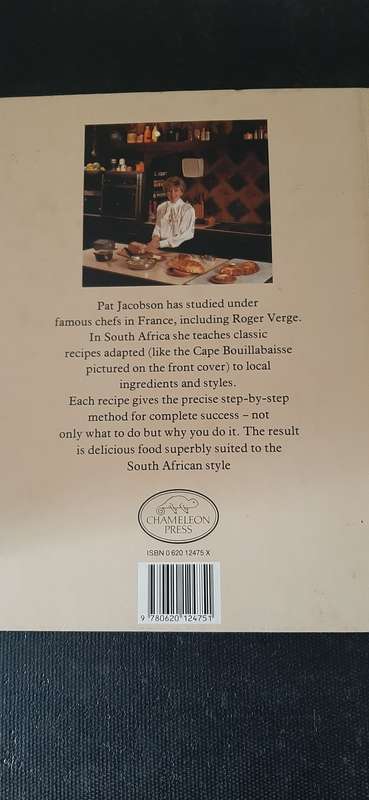 Pat Jacobson has studied under
famous chefs in France, including Roger Verge.
In South Africa she teaches classic
recipes adapted (like the Cape Bouillabaisse
pictured on the front cover) to local
ingredients and styles.
Each recipe gives the precise step-by-step
method for complete success – not
only what to do but why you do it. The result
is delicious food superbly suited to the
South African style
CHAMELEON
PRESS
ISBN 0 620 12475 X
9 780620 124751